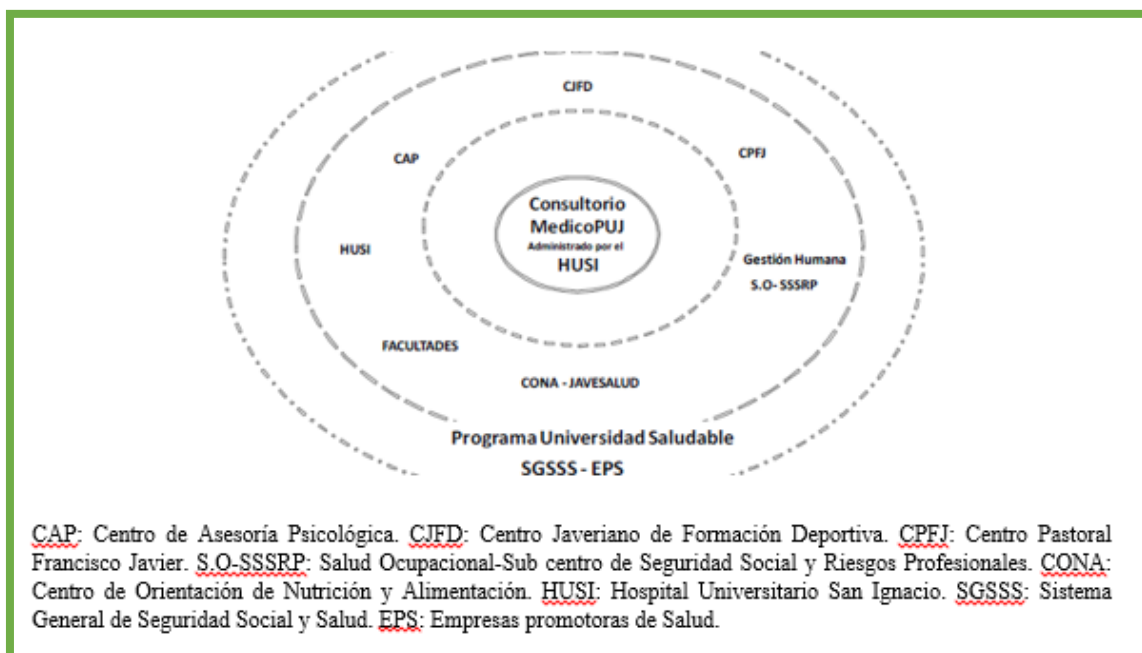 CJFD
CAP
CPFJ
Consultorio
MedicoPUJ
Administrado por el
HUSI
HUSI
Gestión Humana
S.O- SSSRP
FACULTADES
CONA - JAVESALUD
Programa Universidad Saludable
SGSSS - EPS
CAP: Centro de Asesoría Psicológica. CJFD: Centro Javeriano de Formación Deportiva. CPFJ: Centro Pastoral
Francisco Javier. S.O-SSSRP: Salud Ocupacional-Sub centro de Seguridad Social y Riesgos Profesionales. CONA:
Centro de Orientación de Nutrición y Alimentación. HUSI: Hospital Universitario San Ignacio. SGSSS: Sistema
General de Seguridad Social y Salud. EPS: Empresas promotoras de Salud.